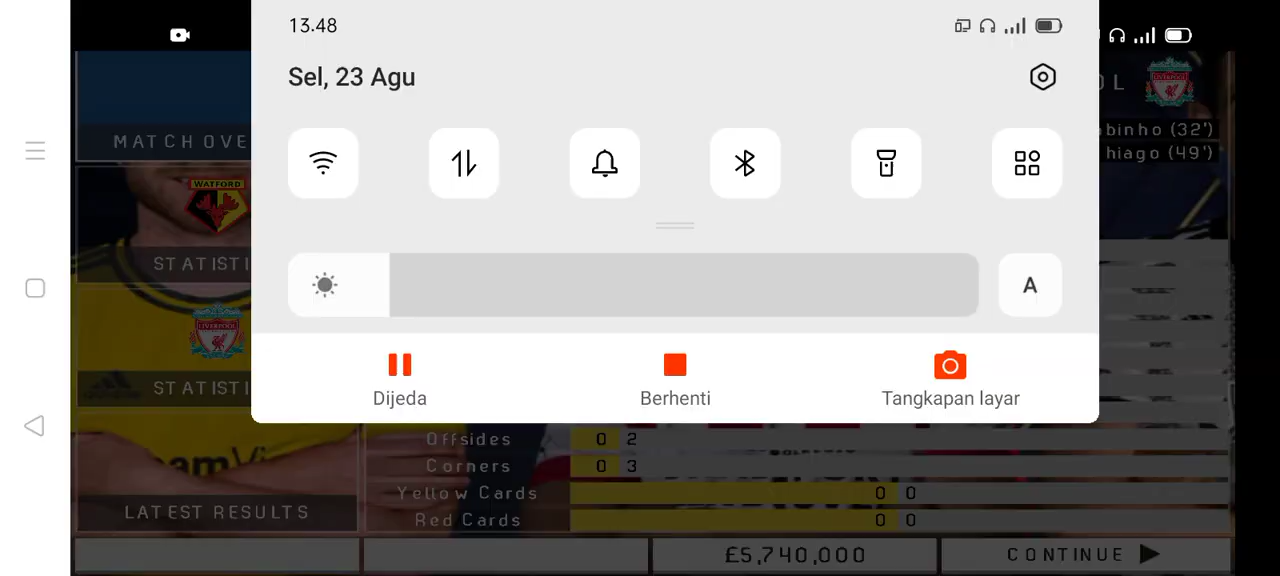 13.48
Sel, 23 Agu
A
Dijeda
Berhenti
Tangkapan layar
MATCH OVE
OL
binho (32')
hiago (49')
WATFORD
STATISTI
STATISTI
LATEST RESULTS
Offsides 0 2
Corners 0 3
Yellow Cards 0 0
Red Cards 0 0
£5,740,000
CONTINUE